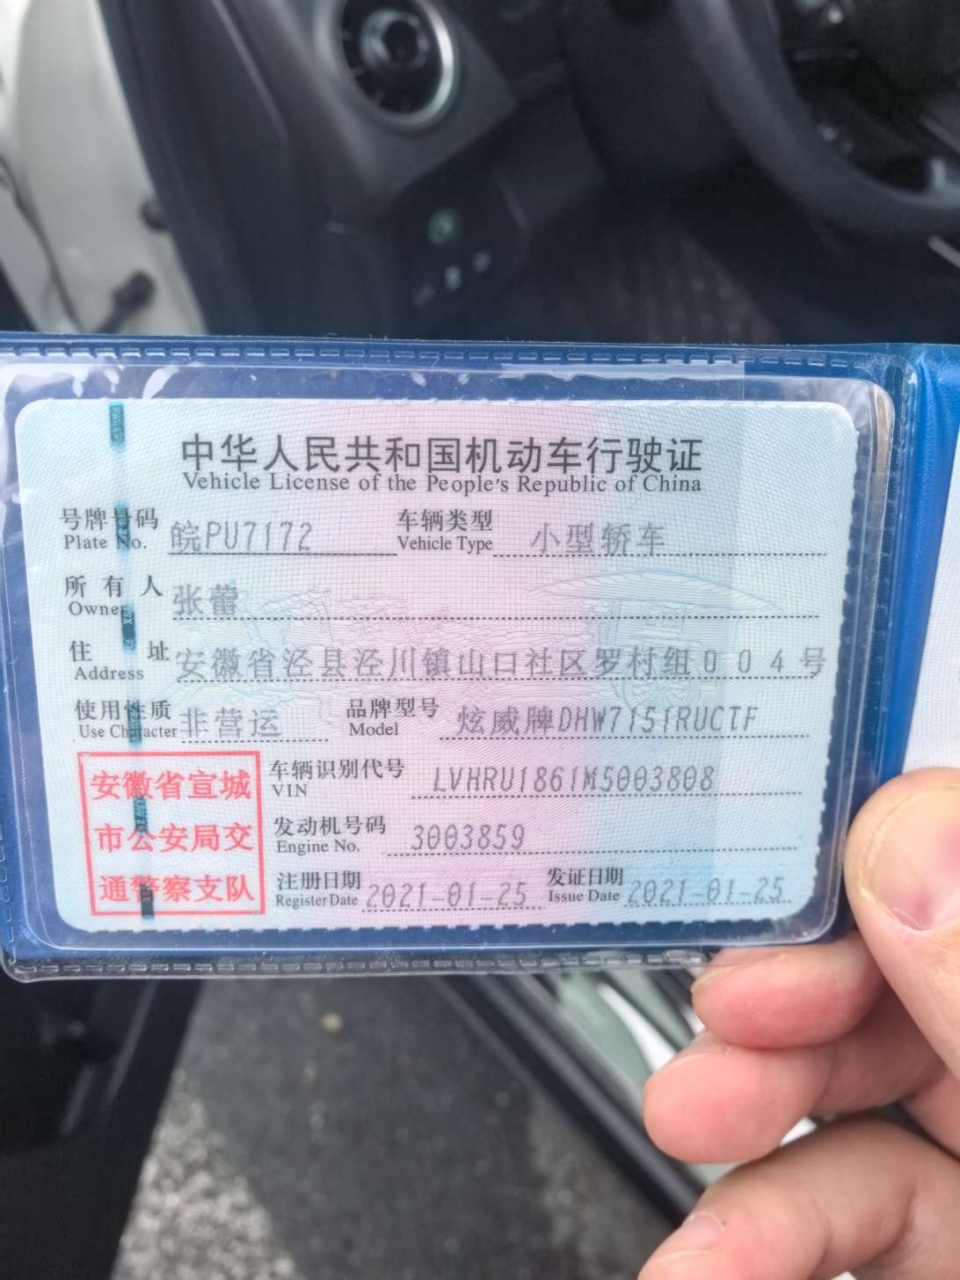 中华人民共和国机动车行驶证
Vehicle License of the People's Republic of China
号牌号码 皖PU7172 车辆类型 小型轿车
Plate No. Vehicle Type
所有人 张蕾
Owner
住址 安徽省泾县泾川镇山口社区罗村组004号
Address
使用性质 非营运 品牌型号 炫威牌DHW7151RUCTF
Use Character Model
安徽省宣城
市公安局交
通警察支队
车辆识别代号 LVHRU1861M5003808
VIN
发动机号码 3003859
Engine No.
注册日期 2021-01-25 发证日期 2021-01-25
Register Date Issue Date